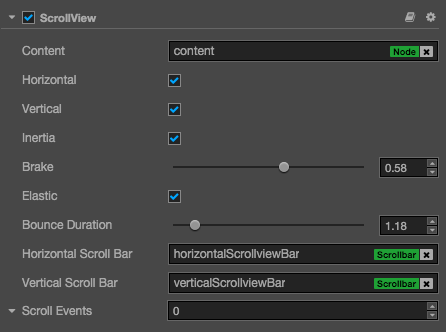 ScrollView
Content content Node
Horizontal
Vertical
Inertia
Brake 0.58
Elastic
Bounce Duration 1.18
Horizontal Scroll Bar horizontalScrollviewBar Scrollbar
Vertical Scroll Bar verticalScrollviewBar Scrollbar
Scroll Events 0